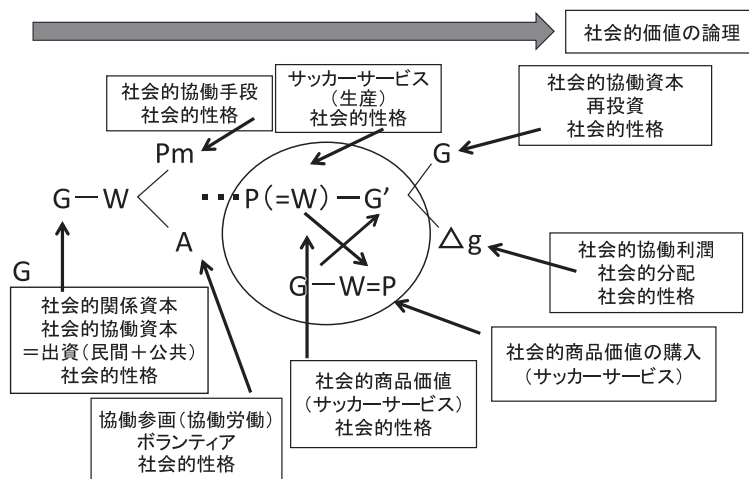 社会的価値の論理
社会的協働手段
社会的性格
サッカーサービス
(生産)
社会的性格
社会的協働資本
再投資
社会的性格
Pm
G
G—W
･･･P(=W)—G’
A
△g
G—W=P
G
社会的関係資本
社会的協働資本
=出資(民間+公共)
社会的性格
協働参画(協働労働)
ボランティア
社会的性格
社会的商品価値
(サッカーサービス)
社会的性格
社会的協働利潤
社会的分配
社会的性格
社会的商品価値の購入
(サッカーサービス)